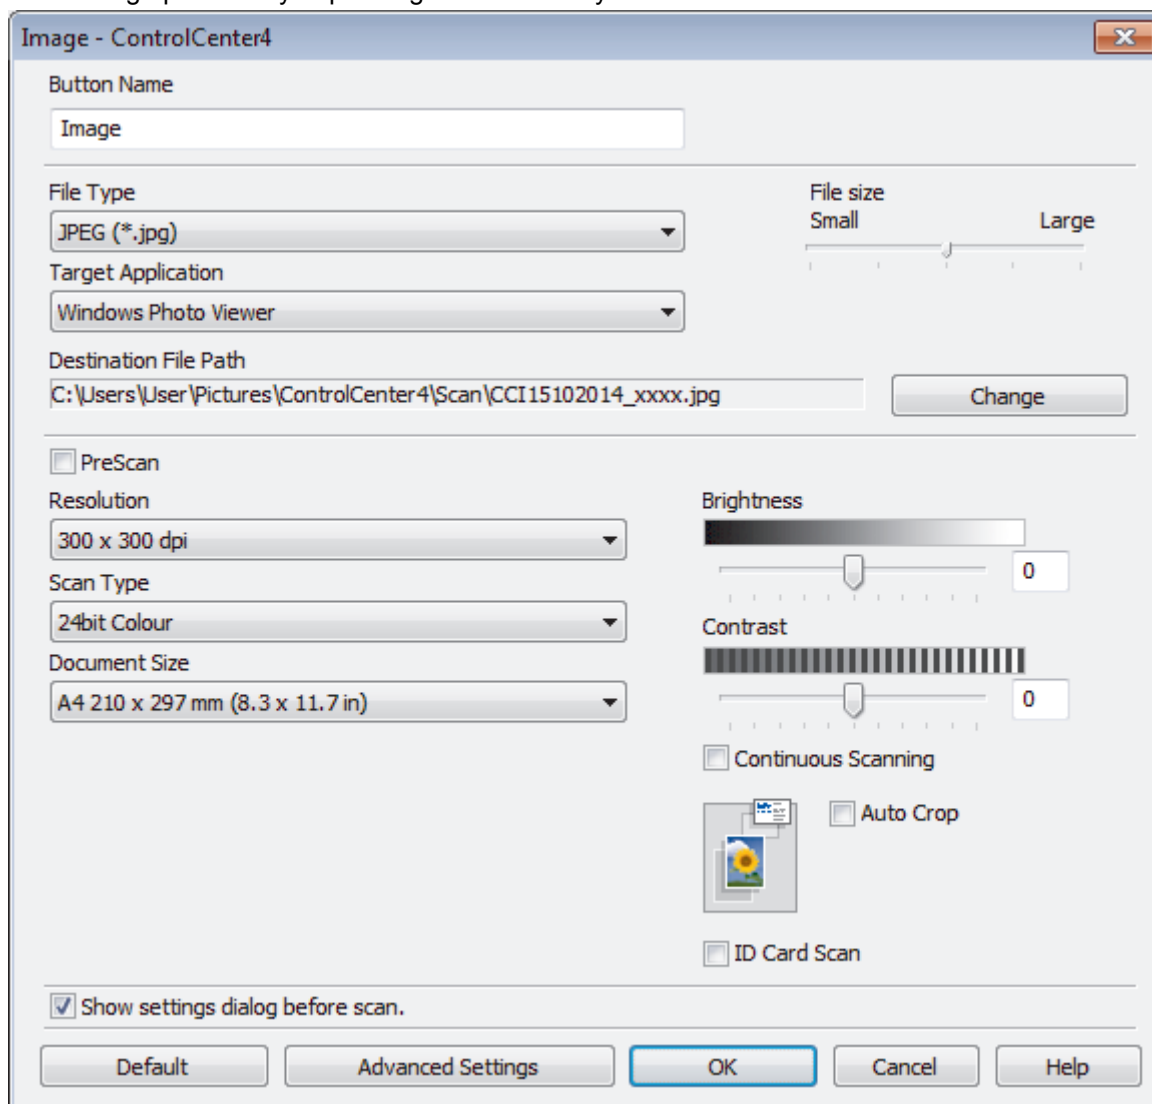 Image - ControlCenter4
Button Name
Image
File Type
JPEG (*.jpg)
File size
Small Large
Target Application
Windows Photo Viewer
Destination File Path
C:\Users\User\Pictures\ControlCenter4\Scan\CCI15102014_xxxx.jpg
Change
PreScan
Resolution
300 x 300 dpi
Scan Type
24bit Colour
Document Size
A4 210 x 297 mm (8.3 x 11.7 in)
Brightness
0
Contrast
0
Continuous Scanning
Auto Crop
ID Card Scan
Show settings dialog before scan.
Default Advanced Settings OK Cancel Help